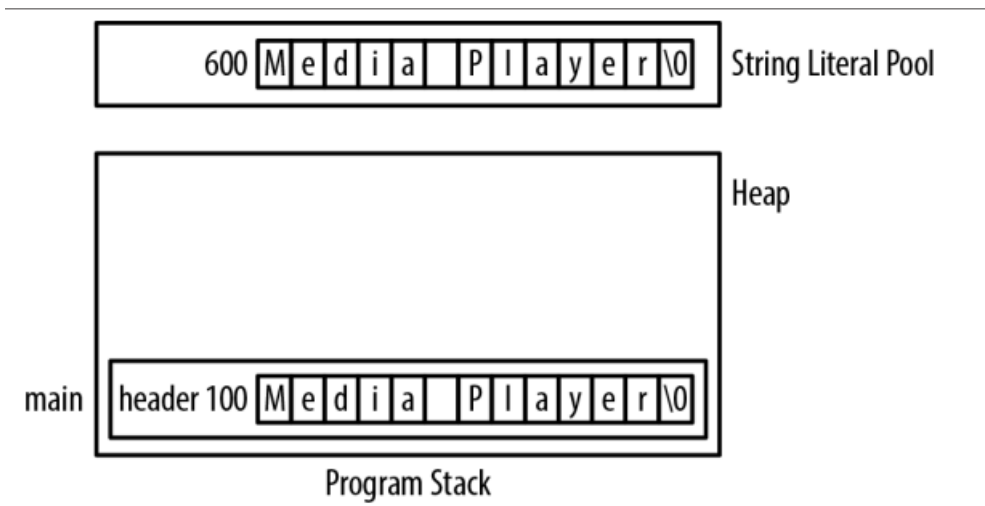 600 M e d i a P l a y e r \0 String Literal Pool
Heap
main header 100 M e d i a P l a y e r \0
Program Stack